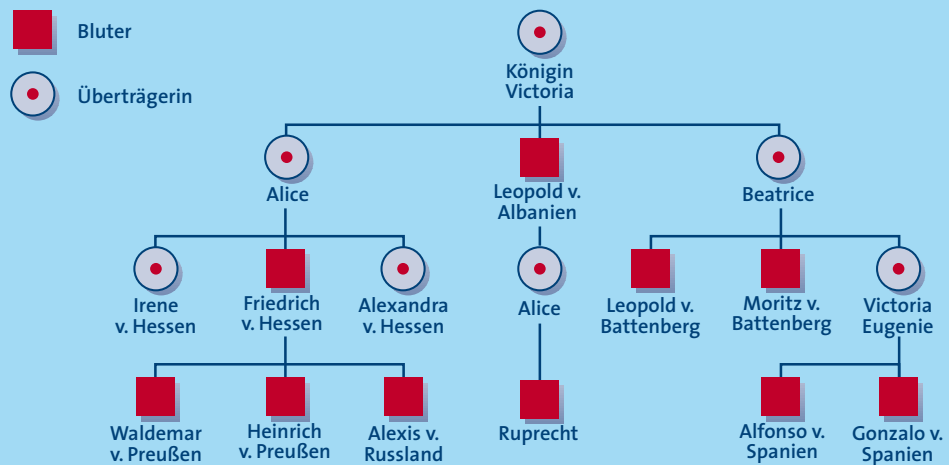 Bluter
Überträgerin
Königin
Victoria
Alice
Leopold v.
Albanien
Beatrice
Irene
v. Hessen
Friedrich
v. Hessen
Alexandra
v. Hessen
Alice
Leopold v.
Battenberg
Moritz v.
Battenberg
Victoria
Eugenie
Waldemar
v. Preußen
Heinrich
v. Preußen
Alexis v.
Russland
Ruprecht
Alfonso v.
Spanien
Gonzalo v.
Spanien